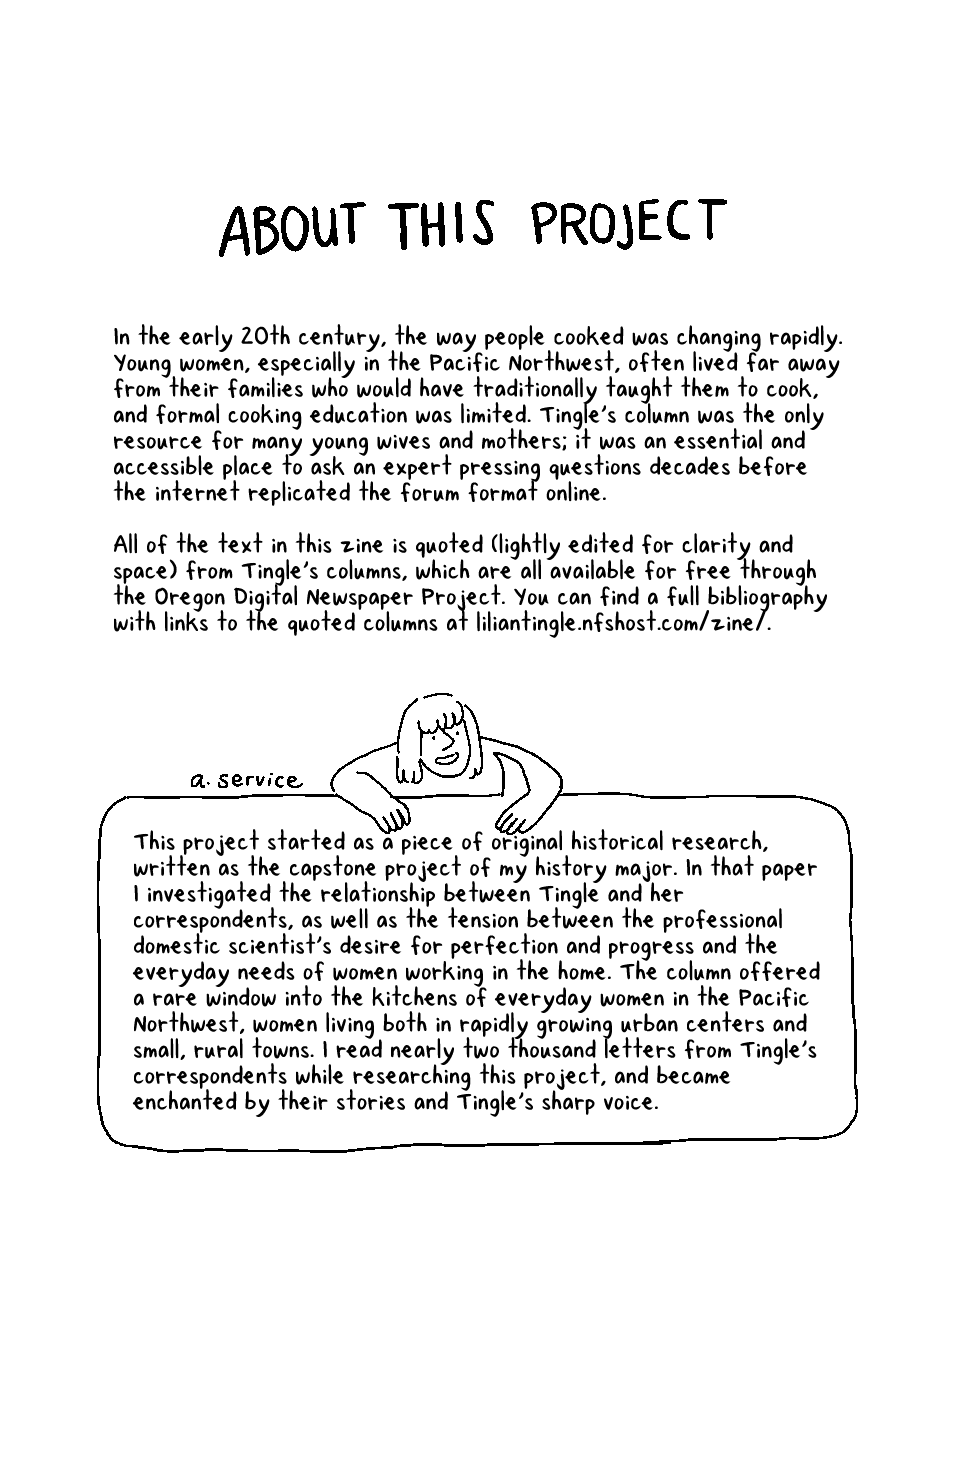 ABOUT THIS PROJECT
In the early 20th century, the way people cooked was changing rapidly.
Young women, especially in the Pacific Northwest, often lived far away
from their families who would have traditionally taught them to cook,
and formal cooking education was limited. Tingle's column was the only
resource for many young wives and mothers; it was an essential and
accessible place to ask an expert pressing questions decades before
the internet replicated the forum format online.
All of the text in this zine is quoted (lightly edited for clarity and
space) from Tingle's columns, which are all available for free through
the Oregon Digital Newspaper Project. You can find a full bibliography
with links to the quoted columns at liliantingle.nfshost.com/zine/.
a. service
This project started as a piece of original historical research,
written as the capstone project of my history major. In that paper
I investigated the relationship between Tingle and her
correspondents, as well as the tension between the professional
domestic scientist's desire for perfection and progress and the
everyday needs of women working in the home. The column offered
a rare window into the kitchens of everyday women in the Pacific
Northwest, women living both in rapidly growing urban centers and
small, rural towns. I read nearly two thousand letters from Tingle's
correspondents while researching this project, and became
enchanted by their stories and Tingle's sharp voice.